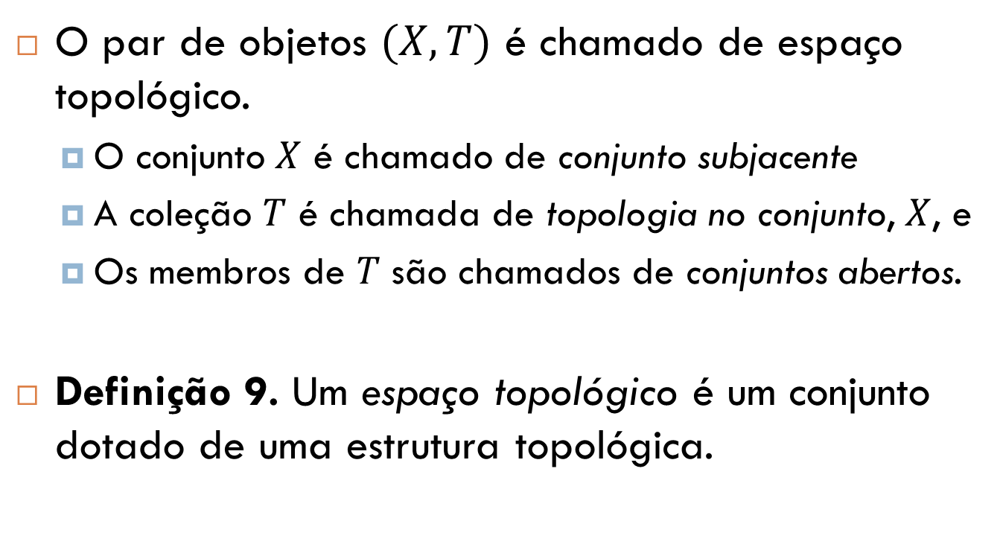 O par de objetos (X, T) é chamado de espaço
topológico.
O conjunto X é chamado de conjunto subjacente
A coleção T é chamada de topologia no conjunto, X, e
Os membros de T são chamados de conjuntos abertos.
Definição 9. Um espaço topológico é um conjunto
dotado de uma estrutura topológica.